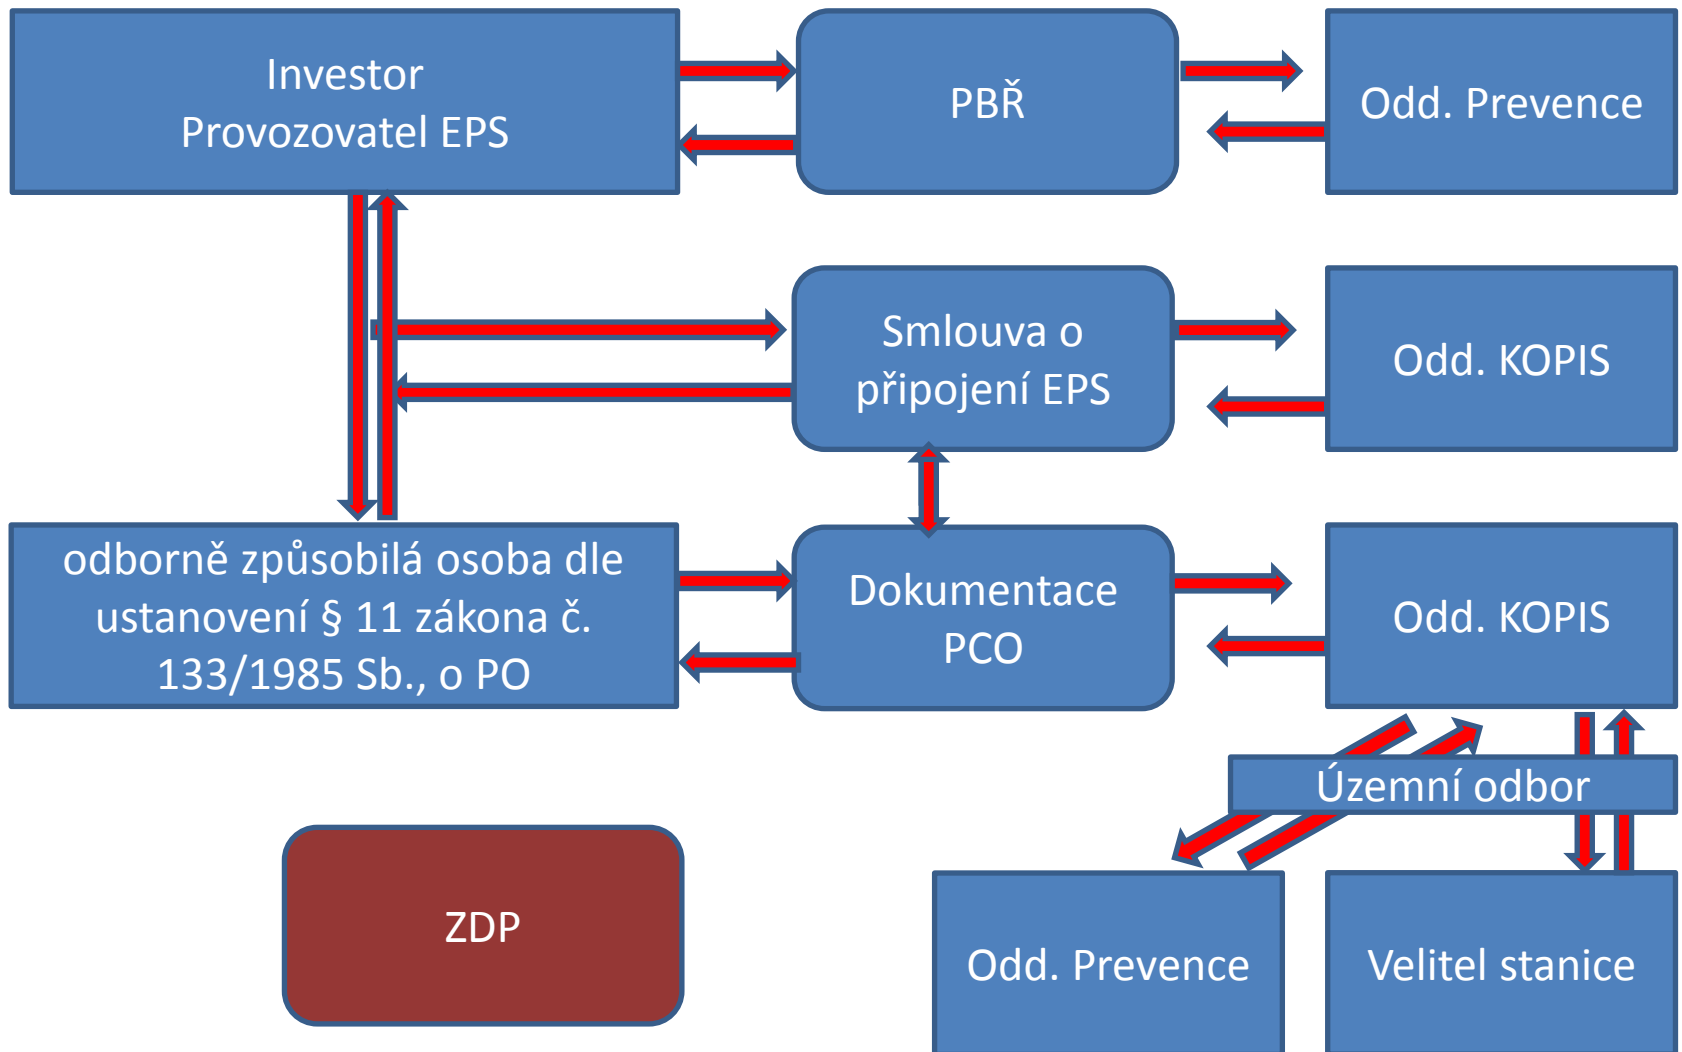 Investor
Provozovatel EPS
PBŘ
Odd. Prevence
Smlouva o
připojení EPS
Odd. KOPIS
odborně způsobilá osoba dle
ustanovení § 11 zákona č.
133/1985 Sb., o PO
Dokumentace
PCO
Odd. KOPIS
Územní odbor
ZDP
Odd. Prevence
Velitel stanice